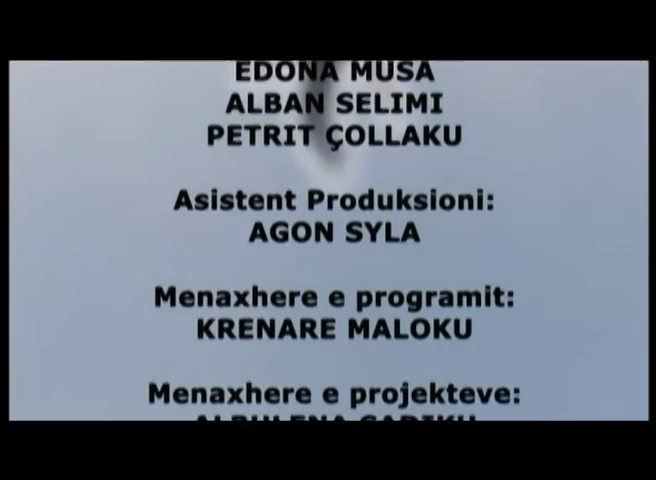 EDONA MUSA
ALBAN SELIMI
PETRIT ÇOLLAKU
Asistent Produksioni:
AGON SYLA
Menaxhere e programit:
KRENARE MALOKU
Menaxhere e projekteve: